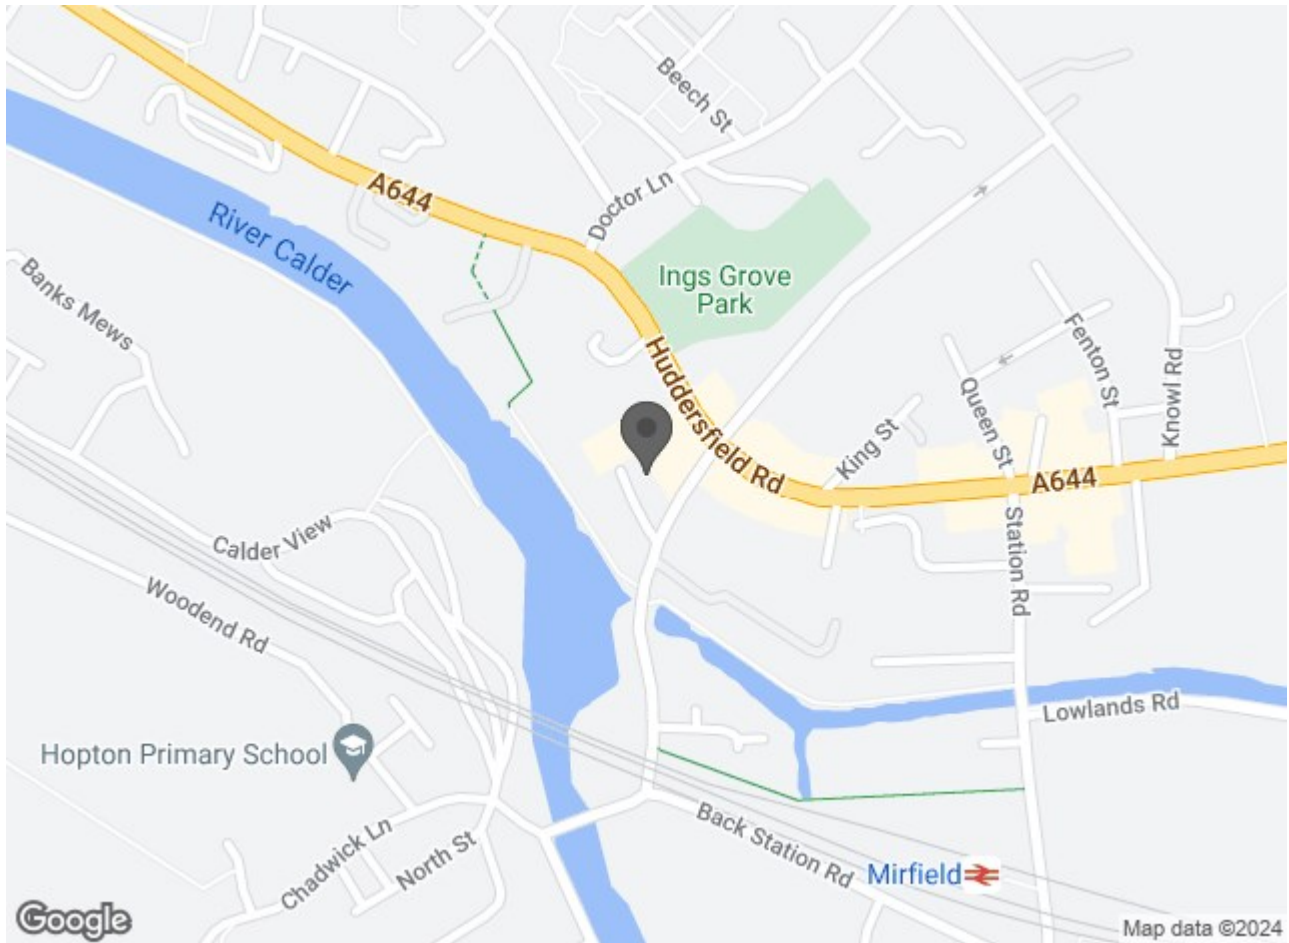 Beech St
A644
Doctor Ln
River Calder
Ings Grove
Park
Banks Mews
Fenton St
Huddersfield Rd
Knowl Rd
Queen St
King St
A644
Calder View
Station Rd
Woodend Rd
Lowlands Rd
Hopton Primary School
Back Station Rd
Chadwick Ln
North St
Mirfield
Google
Map data ©2024